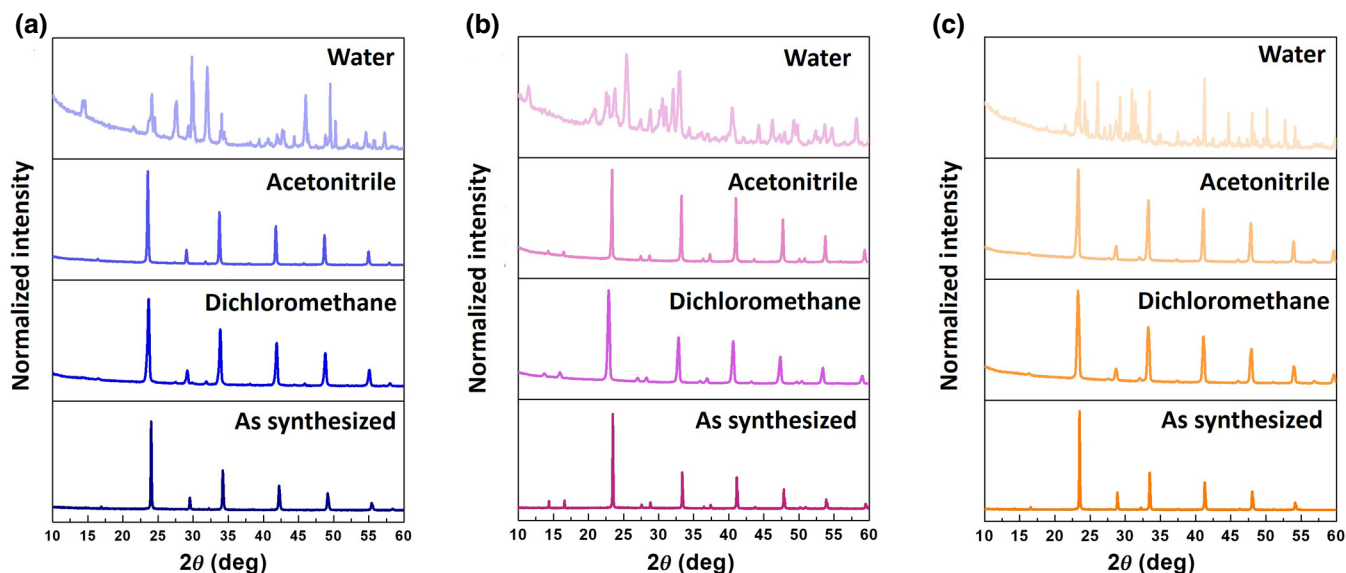 (a)
Normalized intensity
Water
Acetonitrile
Dichloromethane
As synthesized
10 15 20 25 30 35 40 45 50 55 60
2θ (deg)
(b)
Normalized intensity
Water
Acetonitrile
Dichloromethane
As synthesized
10 15 20 25 30 35 40 45 50 55 60
2θ (deg)
(c)
Normalized intensity
Water
Acetonitrile
Dichloromethane
As synthesized
10 15 20 25 30 35 40 45 50 55 60
2θ (deg)